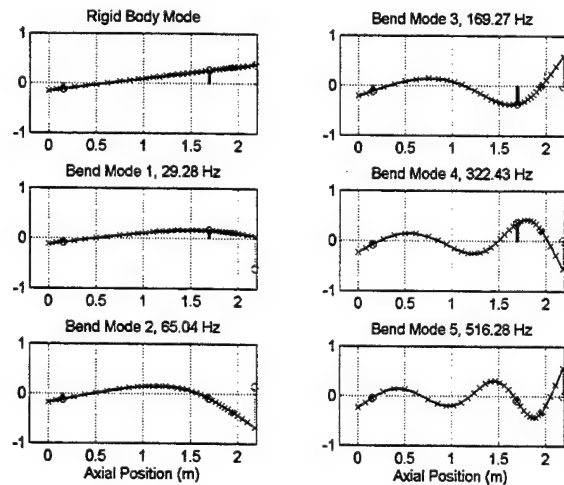 Rigid Body Mode
1
0
-1
0 0.5 1 1.5 2
Bend Mode 1, 29.28 Hz
1
0
-1
0 0.5 1 1.5 2
Bend Mode 2, 65.04 Hz
1
0
-1
0 0.5 1 1.5 2
Axial Position (m)
Bend Mode 3, 169.27 Hz
1
0
-1
0 0.5 1 1.5 2
Bend Mode 4, 322.43 Hz
1
0
-1
0 0.5 1 1.5 2
Bend Mode 5, 516.28 Hz
1
0
-1
0 0.5 1 1.5 2
Axial Position (m)